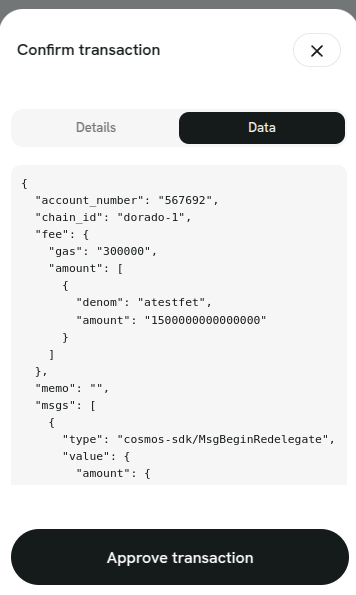 Confirm transaction
Details
Data
{
  "account_number": "567692",
  "chain_id": "dorado-1",
  "fee": {
    "gas": "300000",
    "amount": [
      {
        "denom": "atestfet",
        "amount": "1500000000000000"
      }
    ]
  },
  "memo": "",
  "msgs": [
    {
      "type": "cosmos-sdk/MsgBeginRedelegate",
      "value": {
        "amount": {
Approve transaction